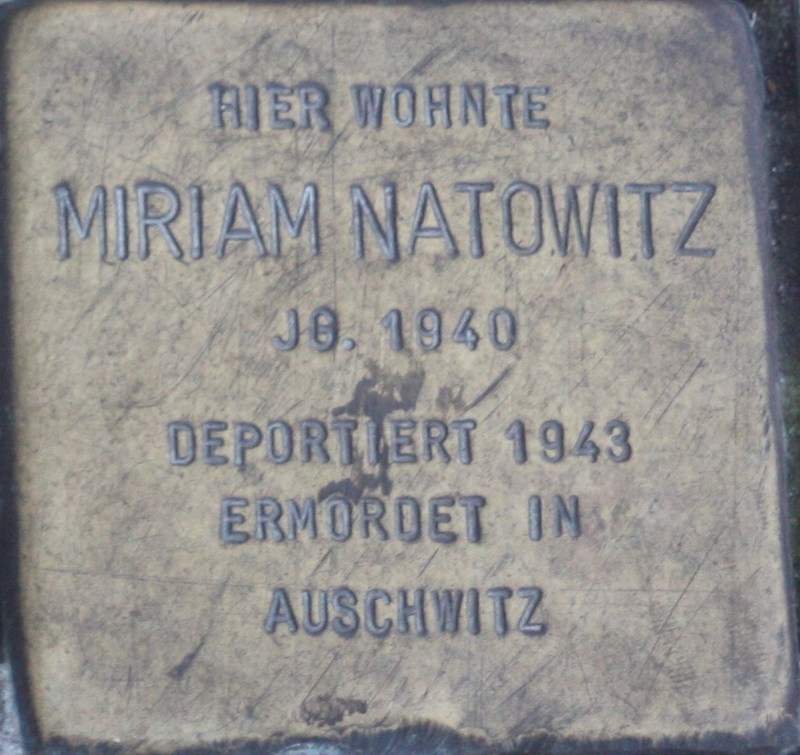 HIER WOHNTE
MIRIAM NATOWITZ
JG. 1940
DEPORTIERT 1943
ERMORDET IN
AUSCHWITZ